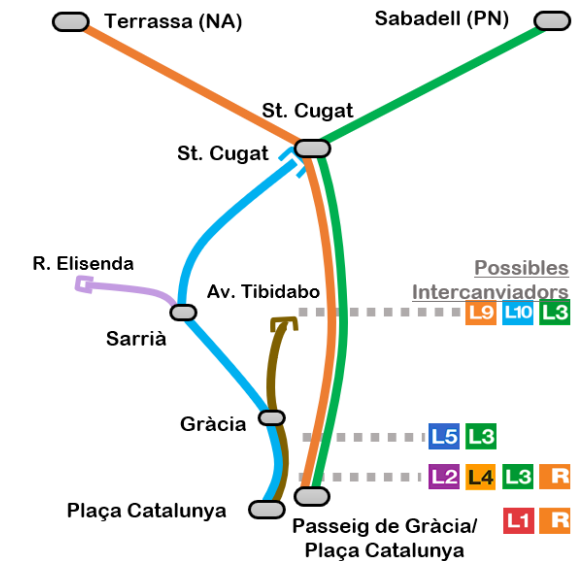 Terrassa (NA)
Sabadell (PN)
St. Cugat
St. Cugat
R. Elisenda
Av. Tibidabo
Possibles
Intercanviadors
L9 L10 L3
Sarrià
Gràcia
L5 L3
L2 L4 L3 R
Plaça Catalunya
Passeig de Gràcia/
Plaça Catalunya
L1 R